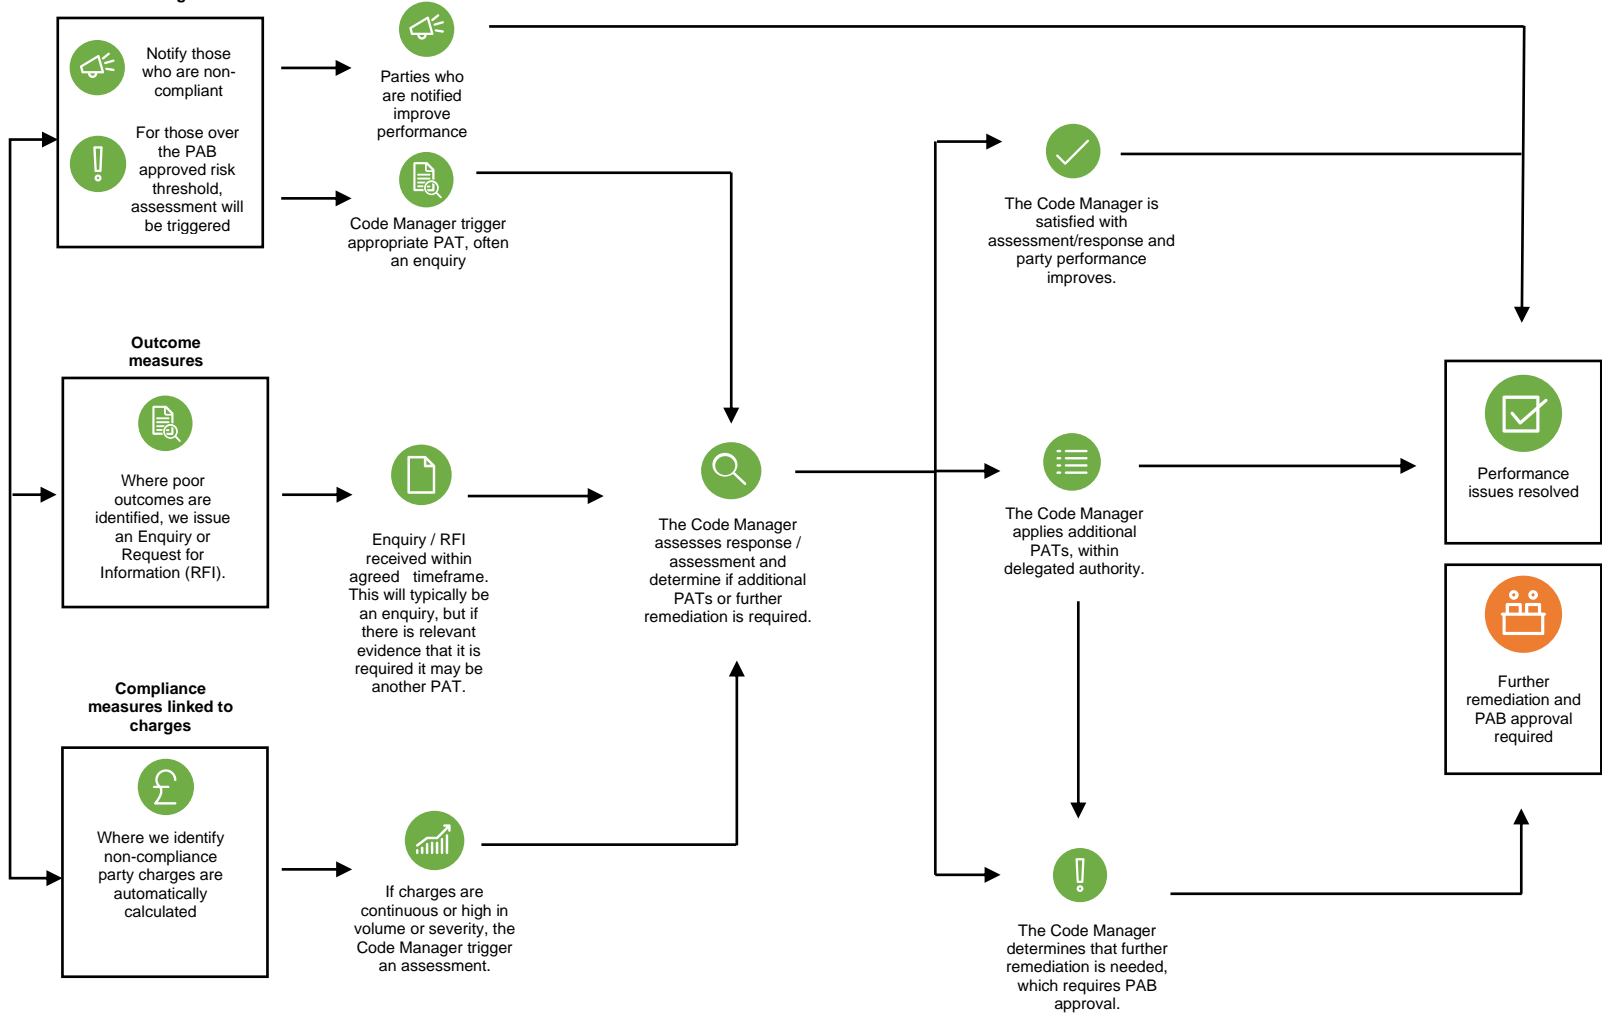 Notify those
who are non-
compliant
For those over
the PAB
approved risk
threshold,
assessment will
be triggered
Parties who
are notified
improve
performance
Code Manager trigger
appropriate PAT, often
an enquiry
Outcome
measures
Where poor
outcomes are
identified, we issue
an Enquiry or
Request for
Information (RFI).
Enquiry / RFI
received within
agreed timeframe.
This will typically be
an enquiry, but if
there is relevant
evidence that it is
required it may be
another PAT.
Compliance
measures linked to
charges
Where we identify
non-compliance
party charges are
automatically
calculated
If charges are
continuous or high in
volume or severity, the
Code Manager trigger
an assessment.
The Code Manager
assesses response /
assessment and
determine if additional
PATs or further
remediation is required.
The Code Manager is
satisfied with
assessment/response and
party performance
improves.
The Code Manager
applies additional
PATs, within
delegated authority.
The Code Manager
determines that further
remediation is needed,
which requires PAB
approval.
Performance
issues resolved
Further
remediation and
PAB approval
required